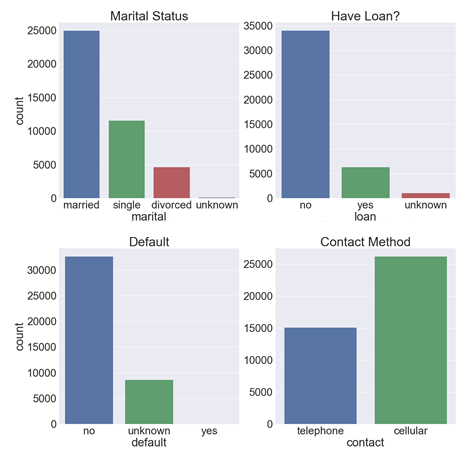 Marital Status
25000
20000
15000
10000
5000
0
count
married single divorced unknown
marital
Have Loan?
35000
30000
25000
20000
15000
10000
5000
0
no yes unknown
loan
Default
30000
25000
20000
15000
10000
5000
0
count
no unknown yes
default
Contact Method
25000
20000
15000
10000
5000
0
telephone cellular
contact